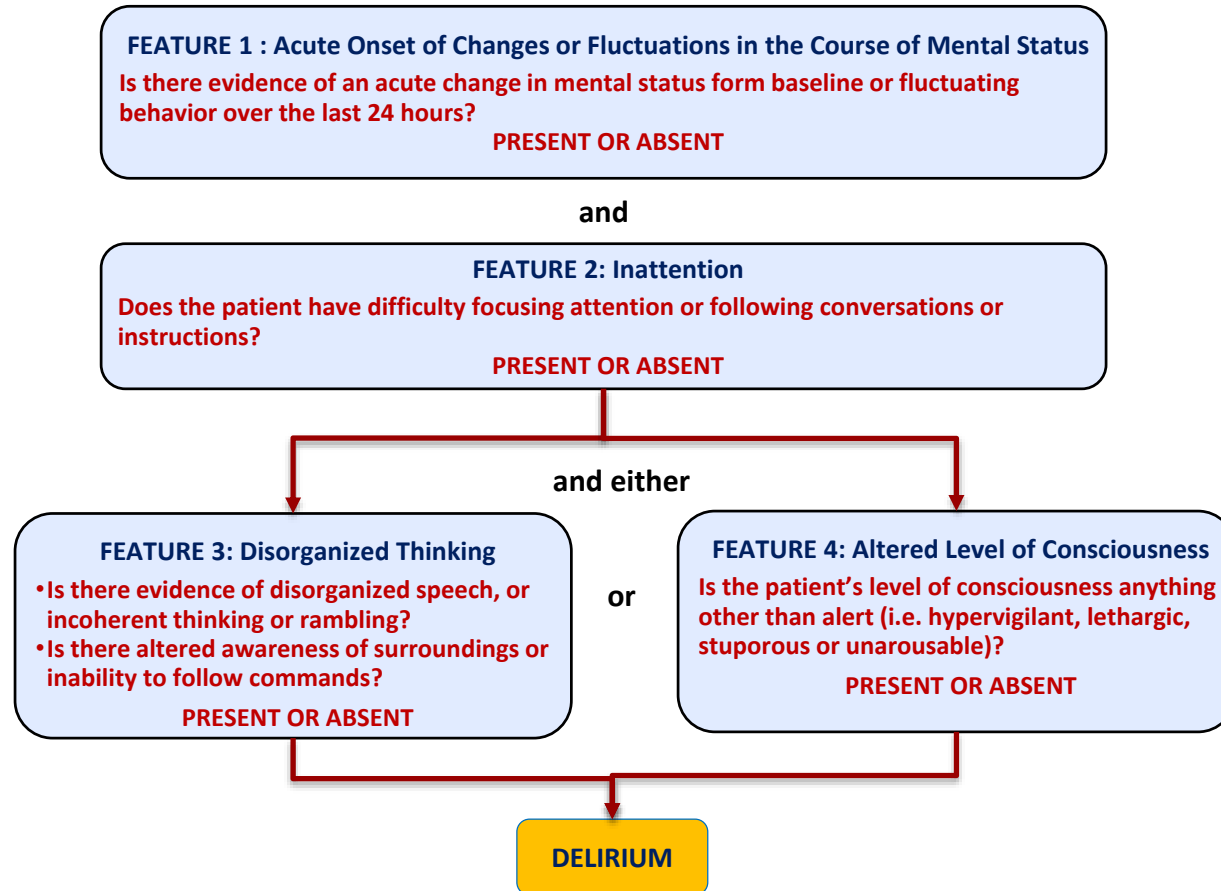 FEATURE 1 : Acute Onset of Changes or Fluctuations in the Course of Mental Status
Is there evidence of an acute change in mental status form baseline or fluctuating
behavior over the last 24 hours?
PRESENT OR ABSENT
and
FEATURE 2: Inattention
Does the patient have difficulty focusing attention or following conversations or
instructions?
PRESENT OR ABSENT
and either
FEATURE 3: Disorganized Thinking
•Is there evidence of disorganized speech, or
incoherent thinking or rambling?
•Is there altered awareness of surroundings or
inability to follow commands?
PRESENT OR ABSENT
or
FEATURE 4: Altered Level of Consciousness
Is the patient’s level of consciousness anything
other than alert (i.e. hypervigilant, lethargic,
stuporous or unarousable)?
PRESENT OR ABSENT
DELIRIUM